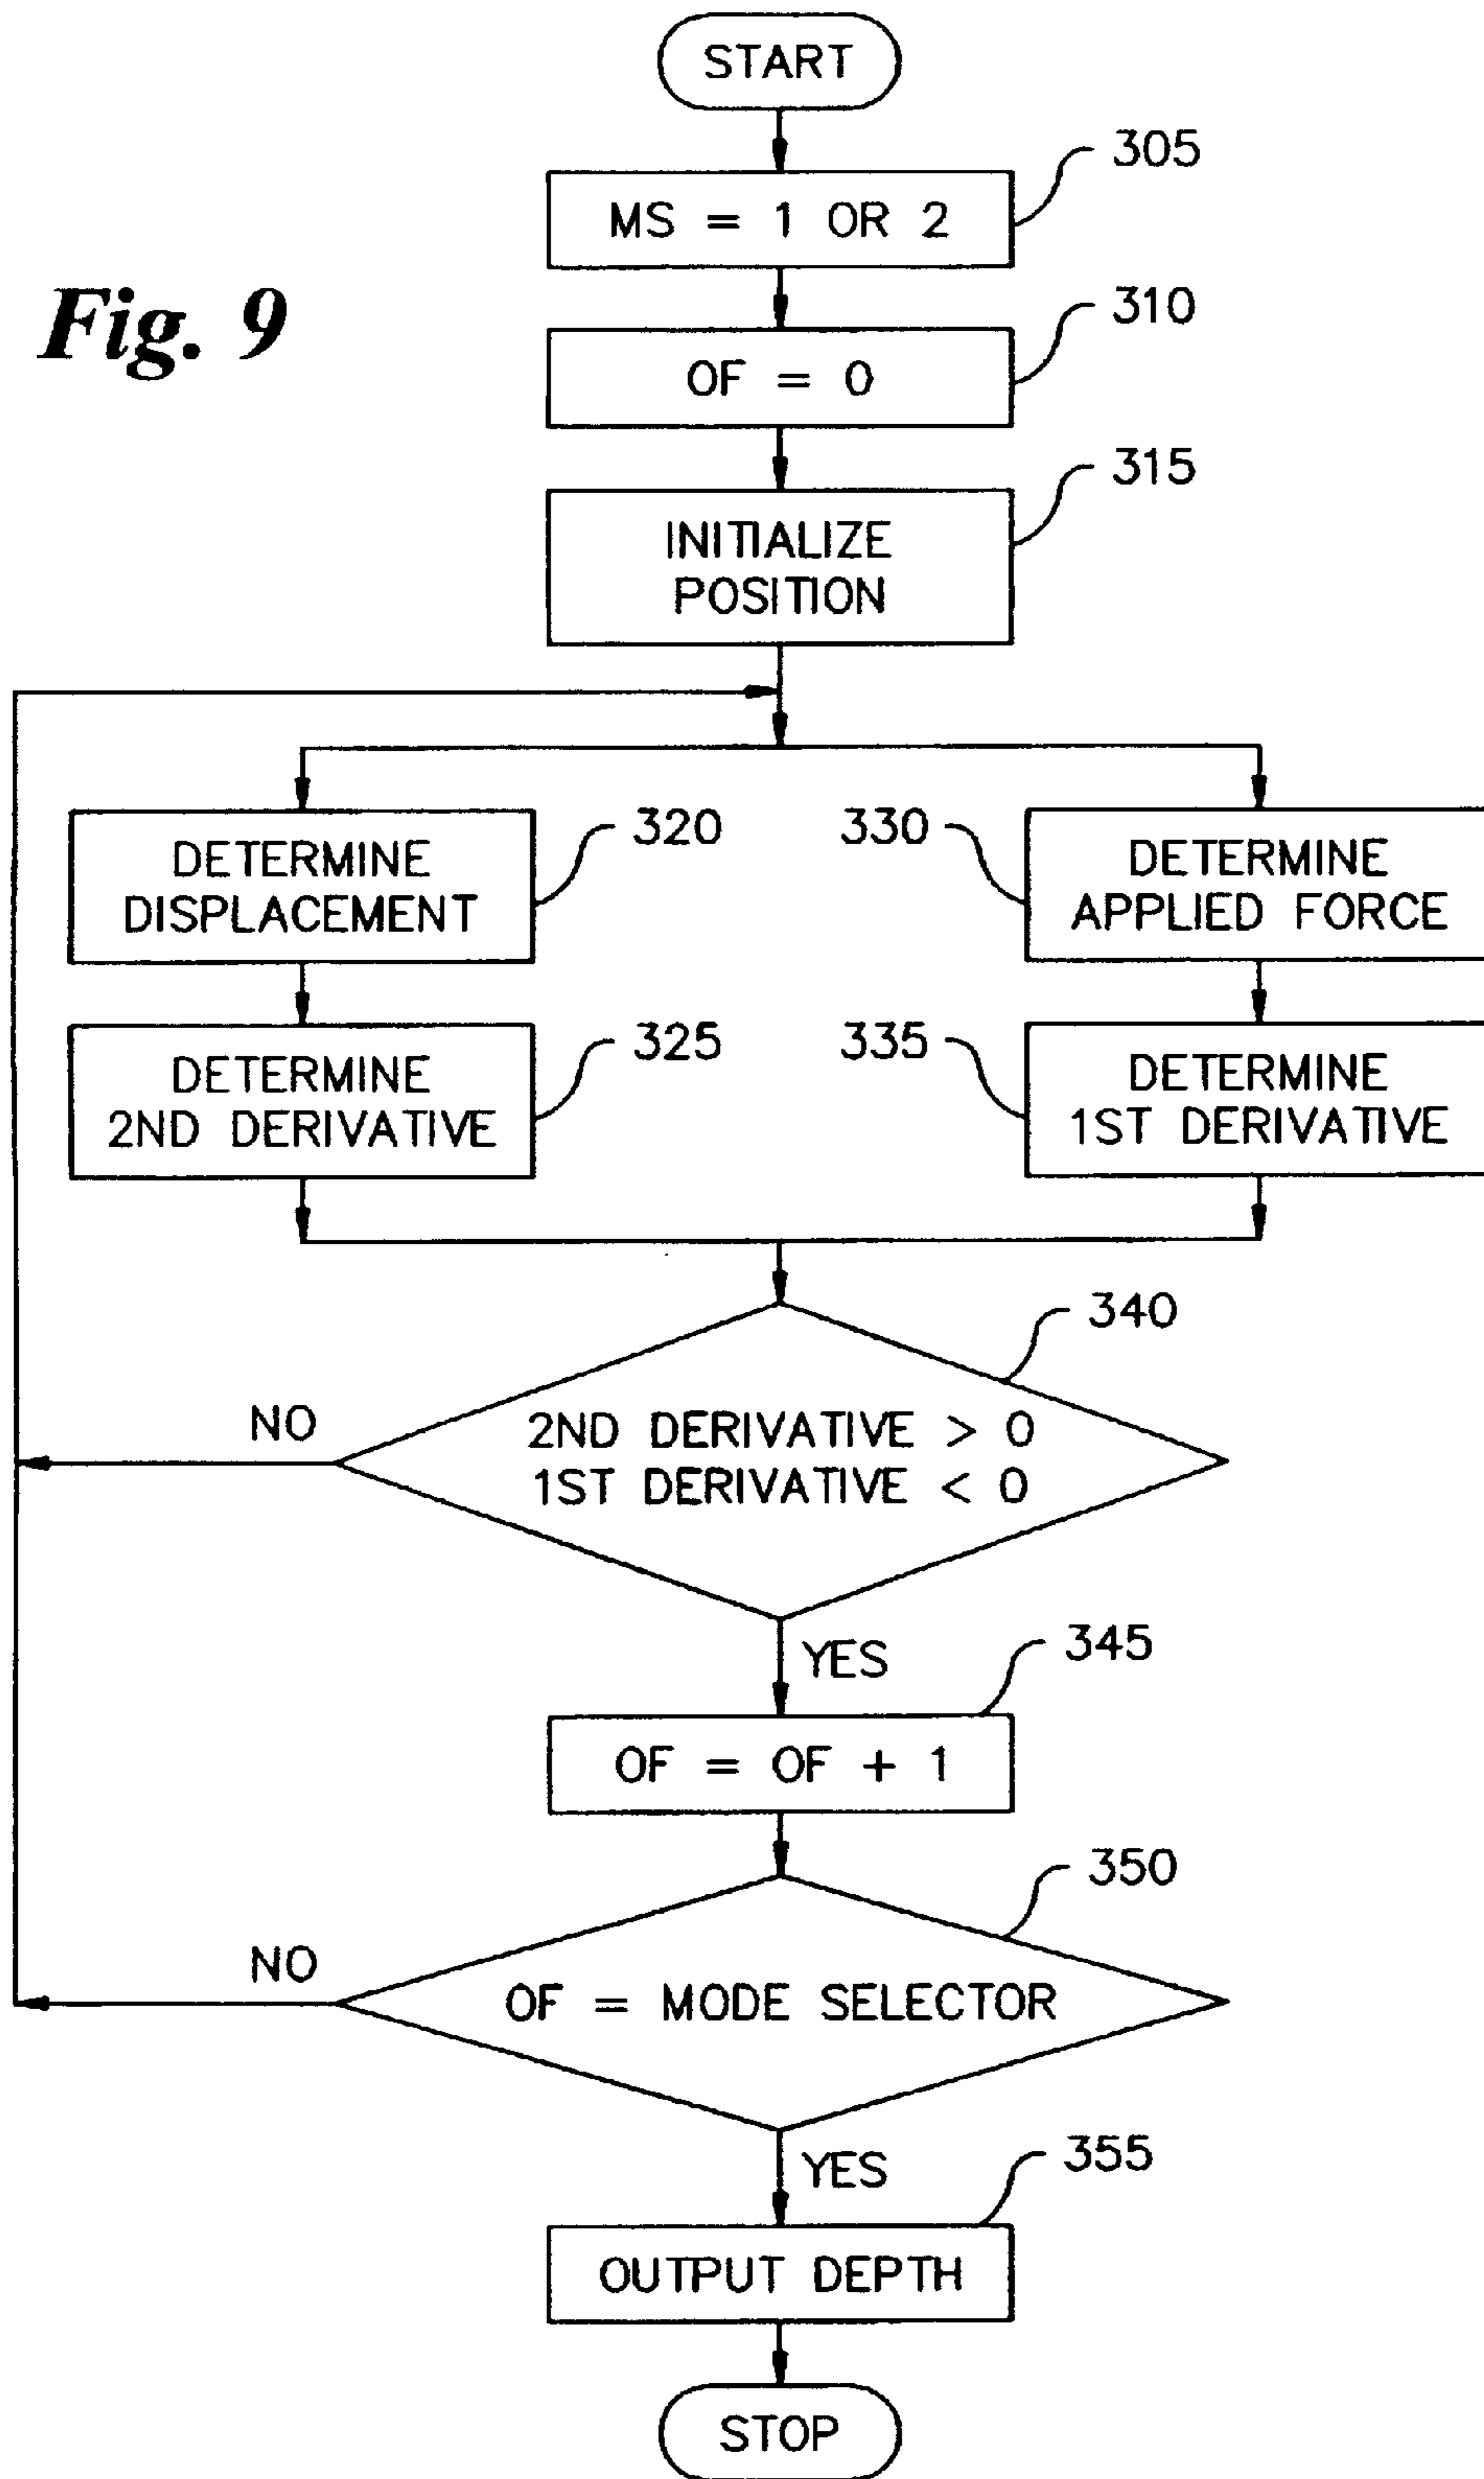 START
305
MS = 1 OR 2
Fig. 9
310
OF = 0
315
INITIALIZE
POSITION
320
DETERMINE
DISPLACEMENT
330
DETERMINE
APPLIED FORCE
325
DETERMINE
2ND DERIVATIVE
335
DETERMINE
1ST DERIVATIVE
340
NO
2ND DERIVATIVE > 0
1ST DERIVATIVE < 0
YES
345
OF = OF + 1
350
NO
OF = MODE SELECTOR
YES
355
OUTPUT DEPTH
STOP